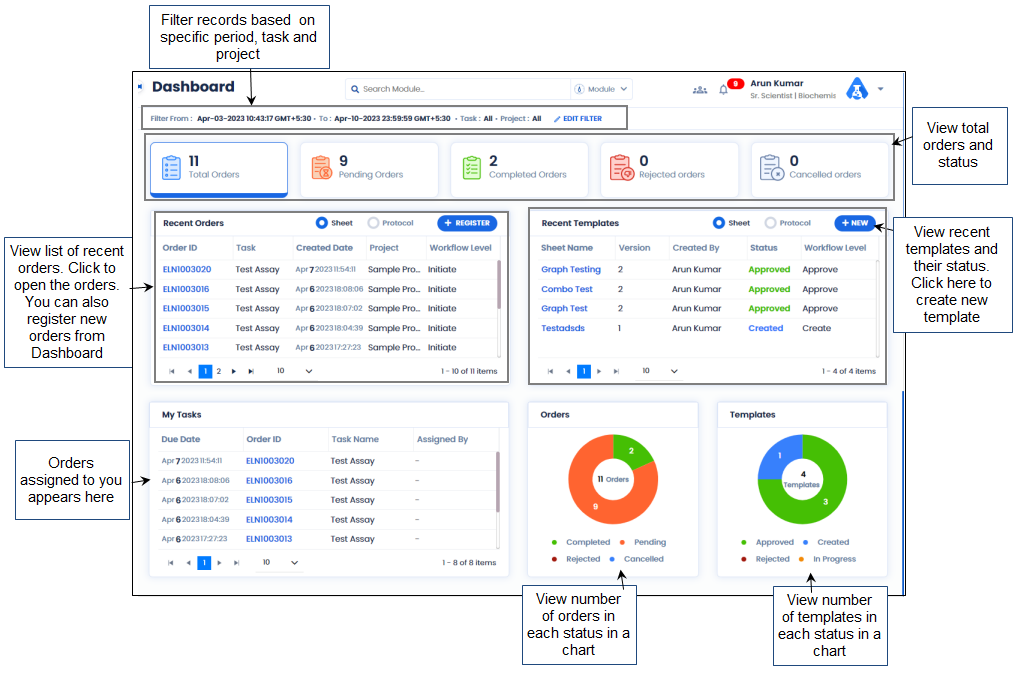 Filter records based on
specific period, task and
project
Dashboard
Search Module..
Module
9
Arun Kumar
Sr. Scientist | Biochemis
Filter From : Apr-03-2023 10:43:17 GMT+5:30 • To : Apr-10-2023 23:59:59 GMT+5:30 • Task : All • Project : All EDIT FILTER
11
Total Orders
9
Pending Orders
2
Completed Orders
0
Rejected orders
0
Cancelled orders
View total
orders and
status
View list of recent
orders. Click to
open the orders.
You can also
register new
orders from
Dashboard
Recent Orders Sheet Protocol + REGISTER
Order ID Task Created Date Project Workflow Level
ELN1003020 Test Assay Apr 7 2023 11:54:11 Sample Pro... Initiate
ELN1003016 Test Assay Apr 6 2023 18:08:06 Sample Pro... Initiate
ELN1003015 Test Assay Apr 6 2023 18:07:02 Sample Pro... Initiate
ELN1003014 Test Assay Apr 6 2023 18:04:39 Sample Pro... Initiate
ELN1003013 Test Assay Apr 6 2023 17:27:23 Sample Pro... Initiate
1 2 10 1 - 10 of 11 items
Recent Templates Sheet Protocol + NEW
Sheet Name Version Created By Status Workflow Level
Graph Testing 2 Arun Kumar Approved Approve
Combo Test 2 Arun Kumar Approved Approve
Graph Test 2 Arun Kumar Approved Approve
Testadsds 1 Arun Kumar Created Create
1 10 1 - 4 of 4 items
View recent
templates and
their status.
Click here to
create new
template
Orders
assigned to you
appears here
My Tasks
Due Date Order ID Task Name Assigned By
Apr 7 2023 11:54:11 ELN1003020 Test Assay -
Apr 6 2023 18:08:06 ELN1003016 Test Assay -
Apr 6 2023 18:07:02 ELN1003015 Test Assay -
Apr 6 2023 18:04:39 ELN1003014 Test Assay -
Apr 6 2023 17:27:23 ELN1003013 Test Assay -
1 10 1 - 8 of 8 items
Orders
2
11 Orders
9
Completed Pending
Rejected Cancelled
Templates
1
4
Templates
3
Approved Created
Rejected In Progress
View number
of orders in
each status in a
chart
View number
of templates in
each status in a
chart